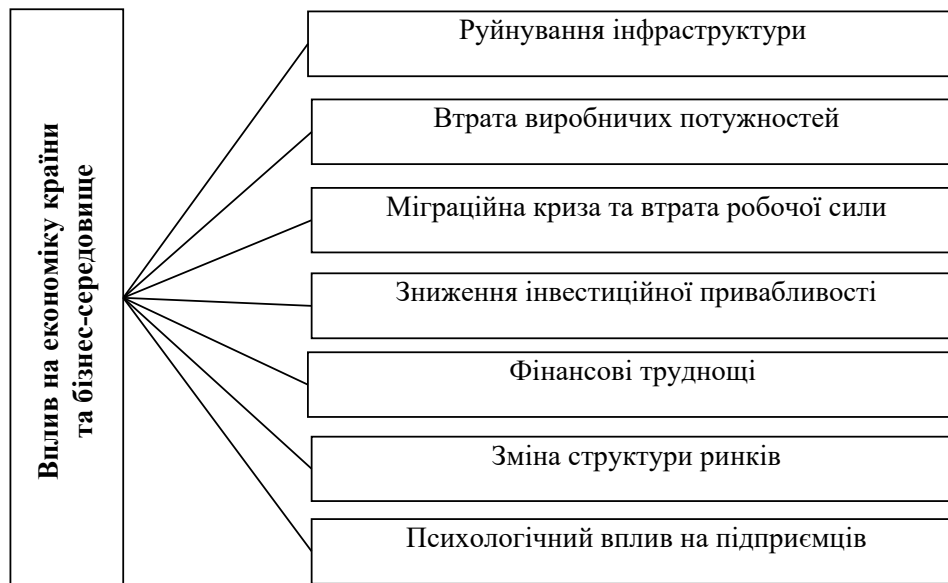 Вплив на економіку країни
та бізнес-середовище
Руйнування інфраструктури
Втрата виробничих потужностей
Міграційна криза та втрата робочої сили
Зниження інвестиційної привабливості
Фінансові труднощі
Зміна структури ринків
Психологічний вплив на підприємців